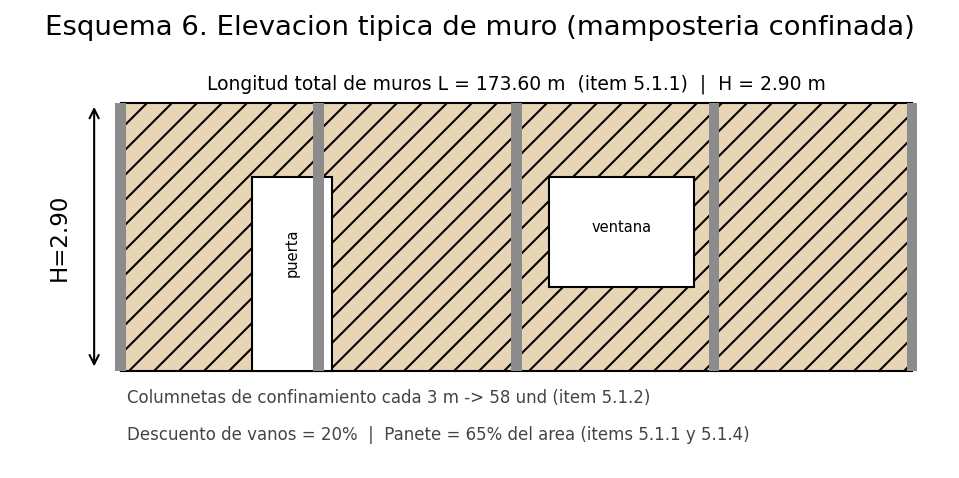 Esquema 6. Elevacion tipica de muro (mamposteria confinada)
Longitud total de muros L = 173.60 m  (item 5.1.1)  |  H = 2.90 m
H=2.90
puerta
ventana
Columnetas de confinamiento cada 3 m -> 58 und (item 5.1.2)
Descuento de vanos = 20%  |  Panete = 65% del area (items 5.1.1 y 5.1.4)